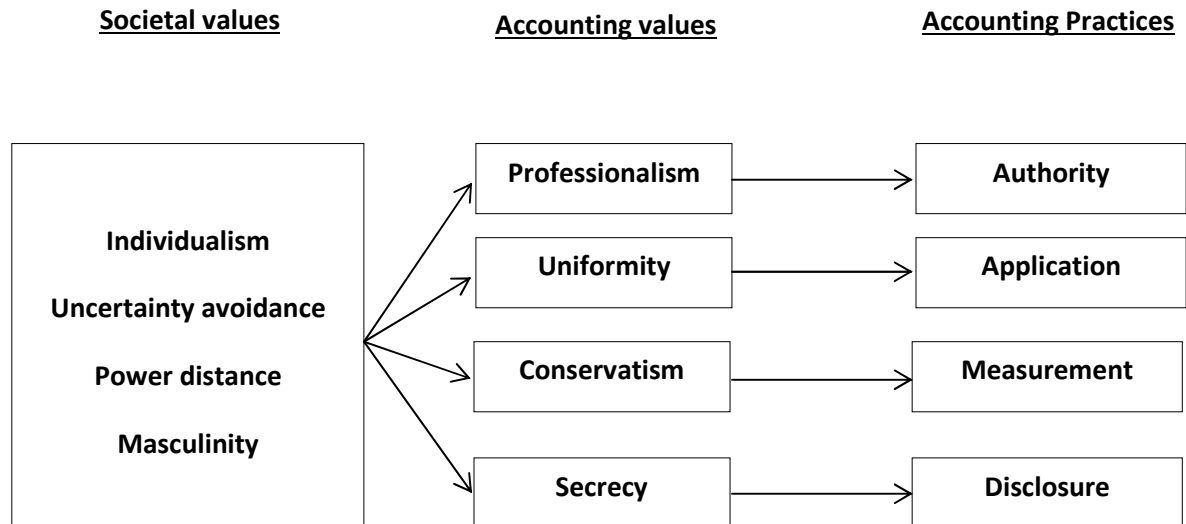 Societal values
Accounting values
Accounting Practices
Individualism
Uncertainty avoidance
Power distance
Masculinity
Professionalism
Uniformity
Conservatism
Secrecy
Authority
Application
Measurement
Disclosure